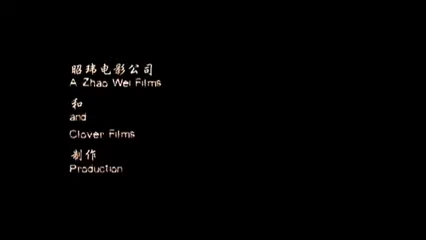 昭玮电影公司
A Zhao Wei Films
和
and
Clover Films
制作
Production